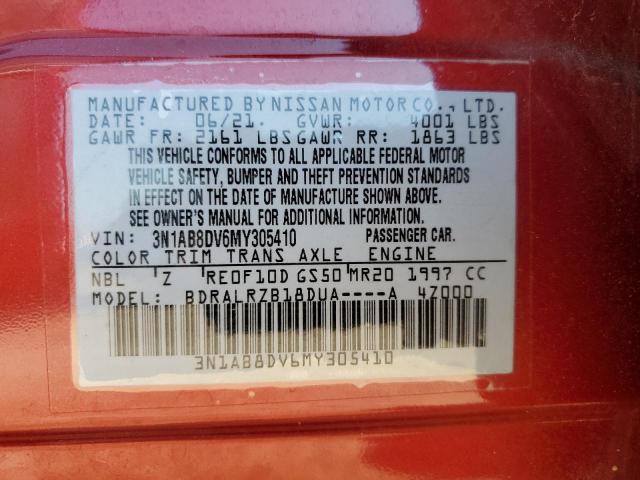 MANUFACTURED BY NISSAN MOTOR CO., LTD.
DATE: 06/21. GVWR: 4001 LBS
GAWR FR: 2161 LBS GAWR RR: 1863 LBS
THIS VEHICLE CONFORMS TO ALL APPLICABLE FEDERAL MOTOR
VEHICLE SAFETY, BUMPER AND THEFT PREVENTION STANDARDS
IN EFFECT ON THE DATE OF MANUFACTURE SHOWN ABOVE.
SEE OWNER'S MANUAL FOR ADDITIONAL INFORMATION.
VIN: 3N1AB8DV6MY305410 PASSENGER CAR.
COLOR TRIM TRANS AXLE ENGINE
NBL Z RE0F10D GS50 MR20 1997 CC
MODEL: BDRALRZB18DUA----A 4Z000
3N1AB8DV6MY305410